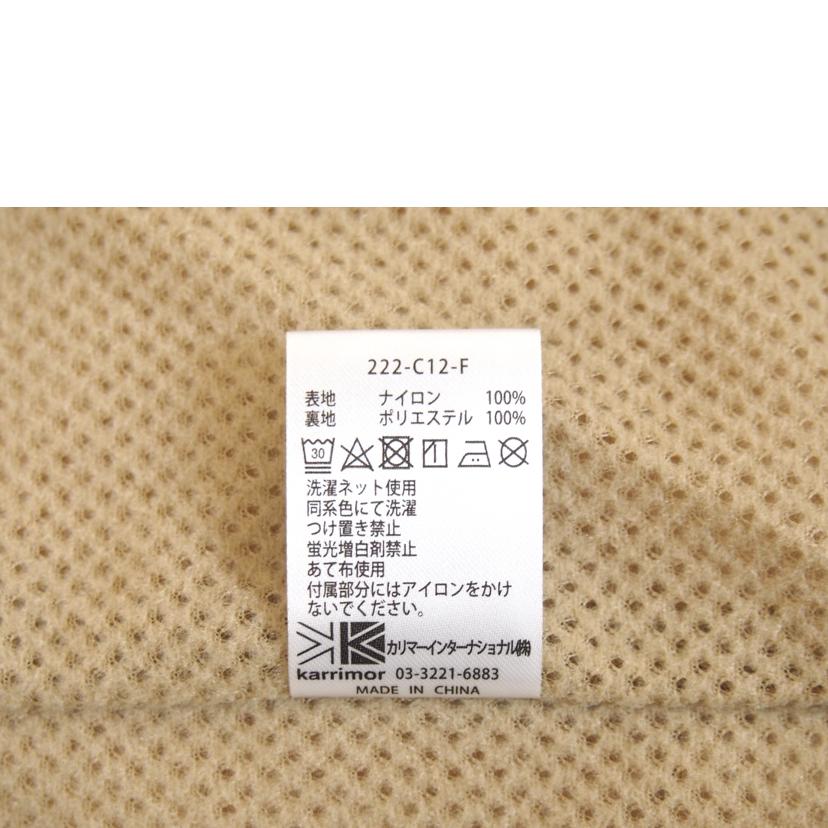 222-C12-F
表地 ナイロン 100%
裏地 ポリエステル 100%
30
洗濯ネット使用
同系色にて洗濯
つけ置き禁止
蛍光増白剤禁止
あて布使用
付属部分にはアイロンをかけ
ないでください。
カリマーインターナショナル㈱
karrimor 03-3221-6883
MADE IN CHINA